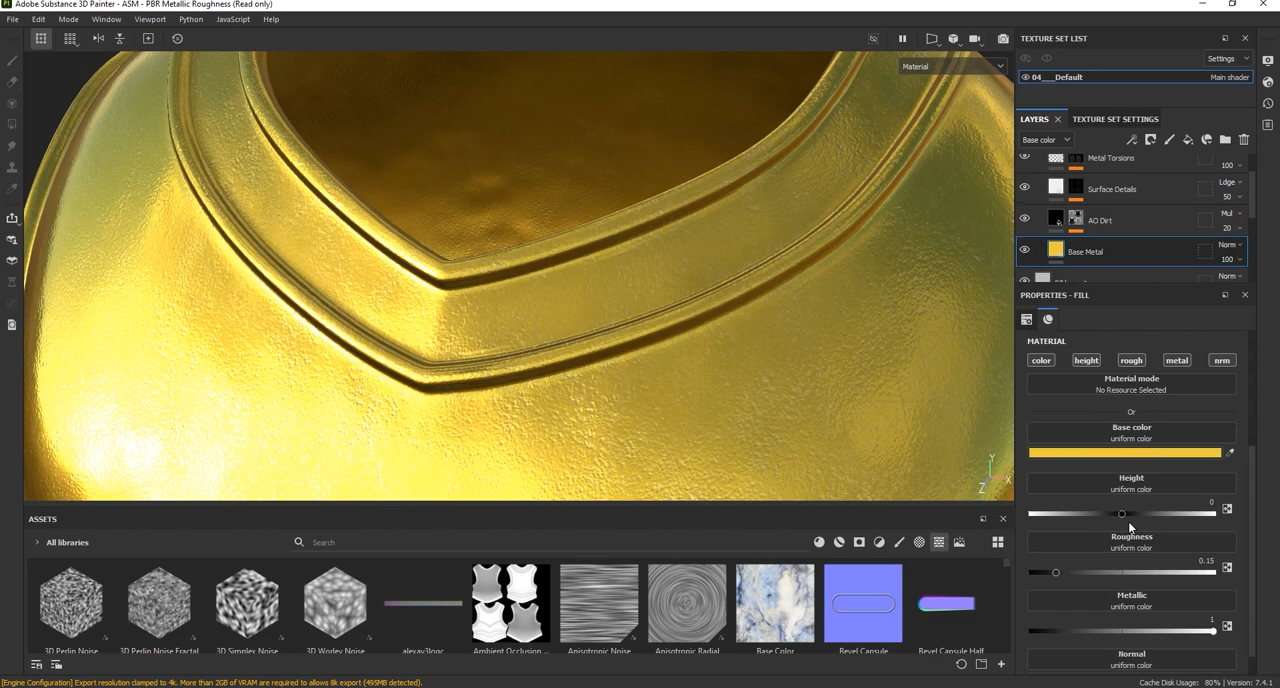 Adobe Substance 3D Painter - ASM - PBR Metallic Roughness (Read only)
File Edit Mode Window Viewport Python JavaScript Help
Material
TEXTURE SET LIST
Settings
04___Default Main shader
LAYERS TEXTURE SET SETTINGS
Base color
Metal Torsions 100
Surface Details Ldge 50
AO Dirt Mul 20
Base Metal Norm 100
Norm
PROPERTIES - FILL
MATERIAL
color height rough metal nrm
Material mode
No Resource Selected
Or
Base color
uniform color
Height
uniform color
0
Roughness
uniform color
0.15
Metallic
uniform color
1
Normal
uniform color
Y
X
Z
ASSETS
All libraries Search
3D Perlin Noise 3D Perlin Noise Fractal 3D Simplex Noise 3D Worley Noise alexay3logc Ambient Occlusion ... Anisotropic Noise Anisotropic Radial Base Color Bevel Capsule Bevel Capsule Half
[Engine Configuration] Export resolution clamped to 4k. More than 2GB of VRAM are required to allows 8k export (495MB detected).
Cache Disk Usage: 80% | Version: 7.4.1